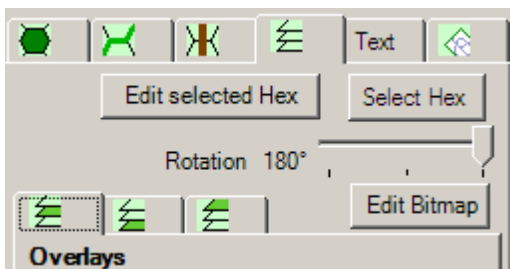 Text
Edit selected Hex Select Hex
Rotation 180°
Edit Bitmap
Overlays